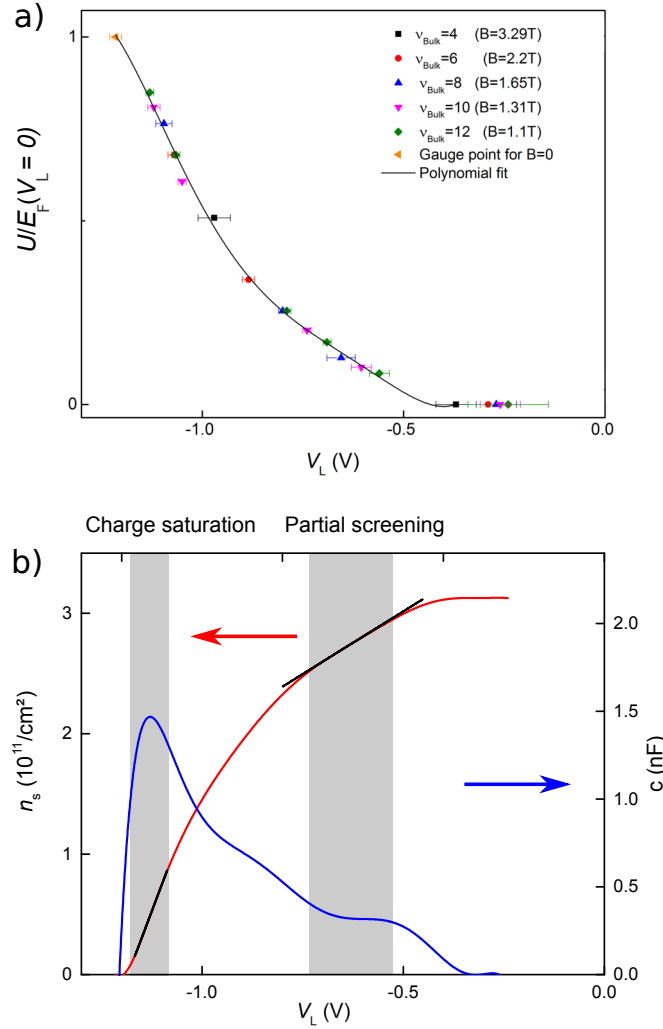 a)
1
0
U/E_F(V_L = 0)
ν_Bulk=4 (B=3.29T)
ν_Bulk=6 (B=2.2T)
ν_Bulk=8 (B=1.65T)
ν_Bulk=10 (B=1.31T)
ν_Bulk=12 (B=1.1T)
Gauge point for B=0
Polynomial fit
-1.0 -0.5 0.0
V_L (V)
b)
Charge saturation Partial screening
3
2
1
0
n_s (10¹¹/cm²)
2.0
1.5
1.0
0.5
0.0
c (nF)
-1.0 -0.5 0.0
V_L (V)